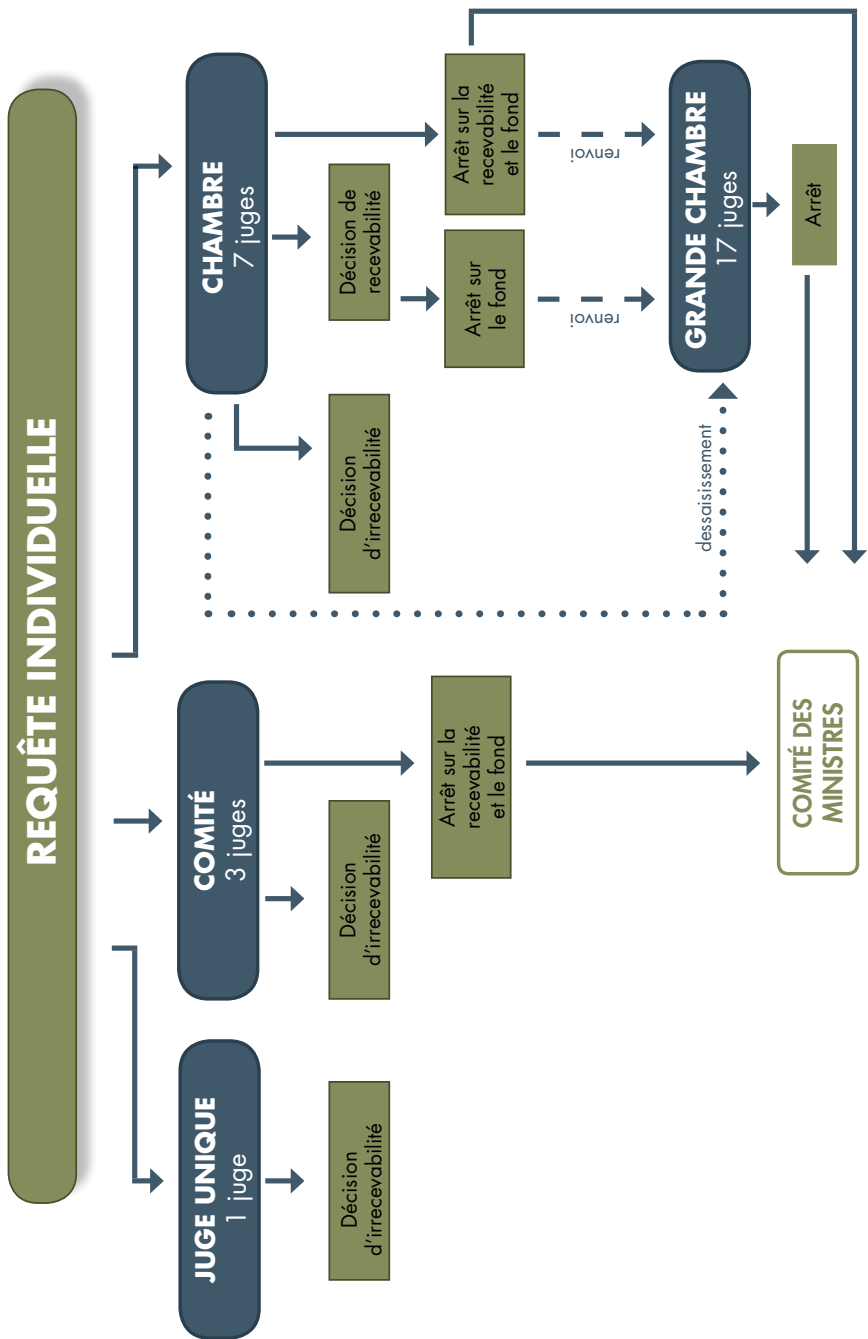 REQUÊTE INDIVIDUELLE
JUGE UNIQUE
1 juge
COMITÉ
3 juges
CHAMBRE
7 juges
Décision
d'irrecevabilité
Décision
d'irrecevabilité
Décision
d'irrecevabilité
Décision de
recevabilité
Arrêt sur la
recevabilité
et le fond
Arrêt sur
le fond
Arrêt sur la
recevabilité
et le fond
renvoi
renvoi
dessaisissement
GRANDE CHAMBRE
17 juges
Arrêt
COMITÉ DES
MINISTRES